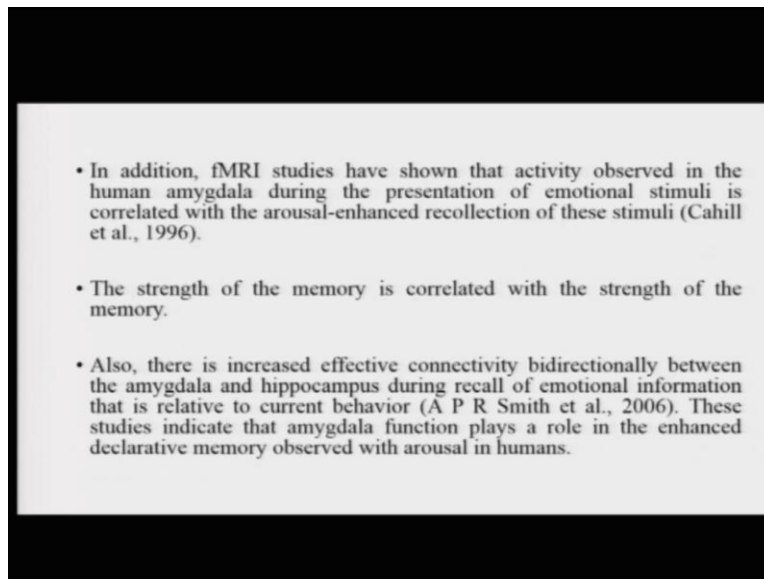 • In addition, fMRI studies have shown that activity observed in the
human amygdala during the presentation of emotional stimuli is
correlated with the arousal-enhanced recollection of these stimuli (Cahill
et al., 1996).
• The strength of the memory is correlated with the strength of the
memory.
• Also, there is increased effective connectivity bidirectionally between
the amygdala and hippocampus during recall of emotional information
that is relative to current behavior (A P R Smith et al., 2006). These
studies indicate that amygdala function plays a role in the enhanced
declarative memory observed with arousal in humans.